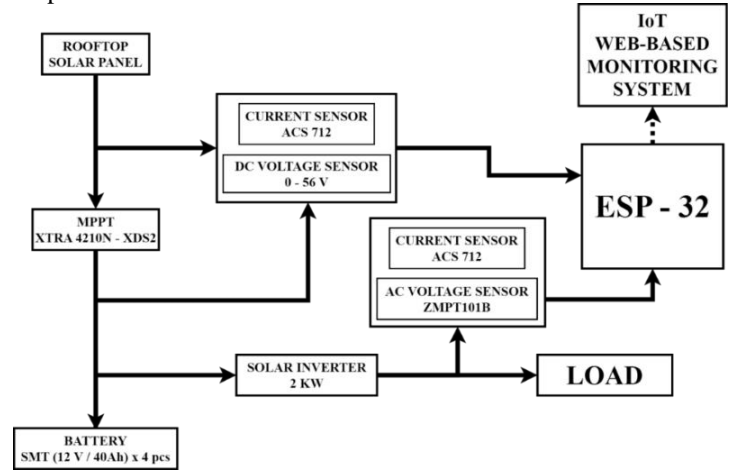 ROOFTOP
SOLAR PANEL
IoT
WEB-BASED
MONITORING
SYSTEM
CURRENT SENSOR
ACS 712
DC VOLTAGE SENSOR
0 - 56 V
ESP - 32
MPPT
XTRA 4210N - XDS2
CURRENT SENSOR
ACS 712
AC VOLTAGE SENSOR
ZMPT101B
SOLAR INVERTER
2 KW
LOAD
BATTERY
SMT (12 V / 40Ah) x 4 pcs